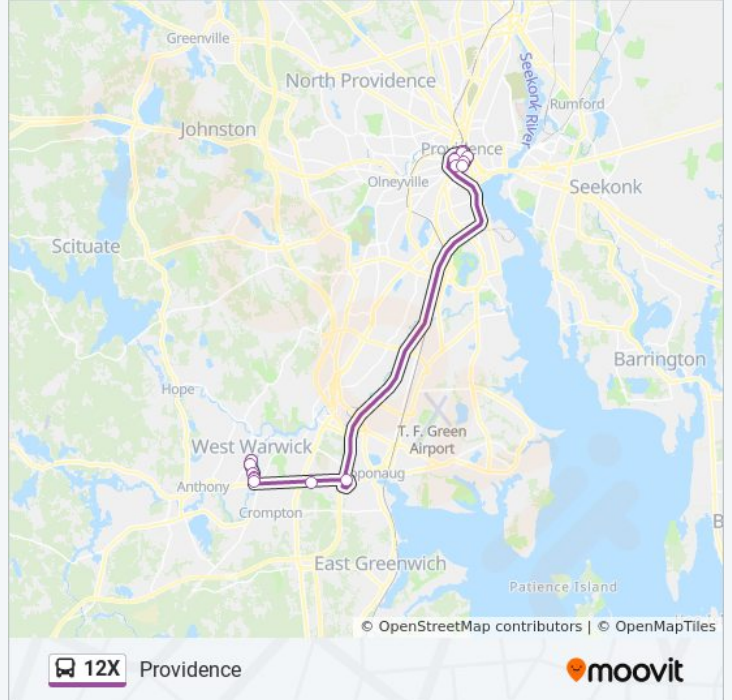 Greenville
North Providence
Seekonk River
Rumford
Johnston
Providence
Olneyville
Seekonk
Scituate
Barrington
Hope
T. F. Green
Airport
West Warwick
oponaug
Anthony
Crompton
B
East Greenwich
Patience Island
© OpenStreetMap contributors | © OpenMapTiles
12X Providence
moovit